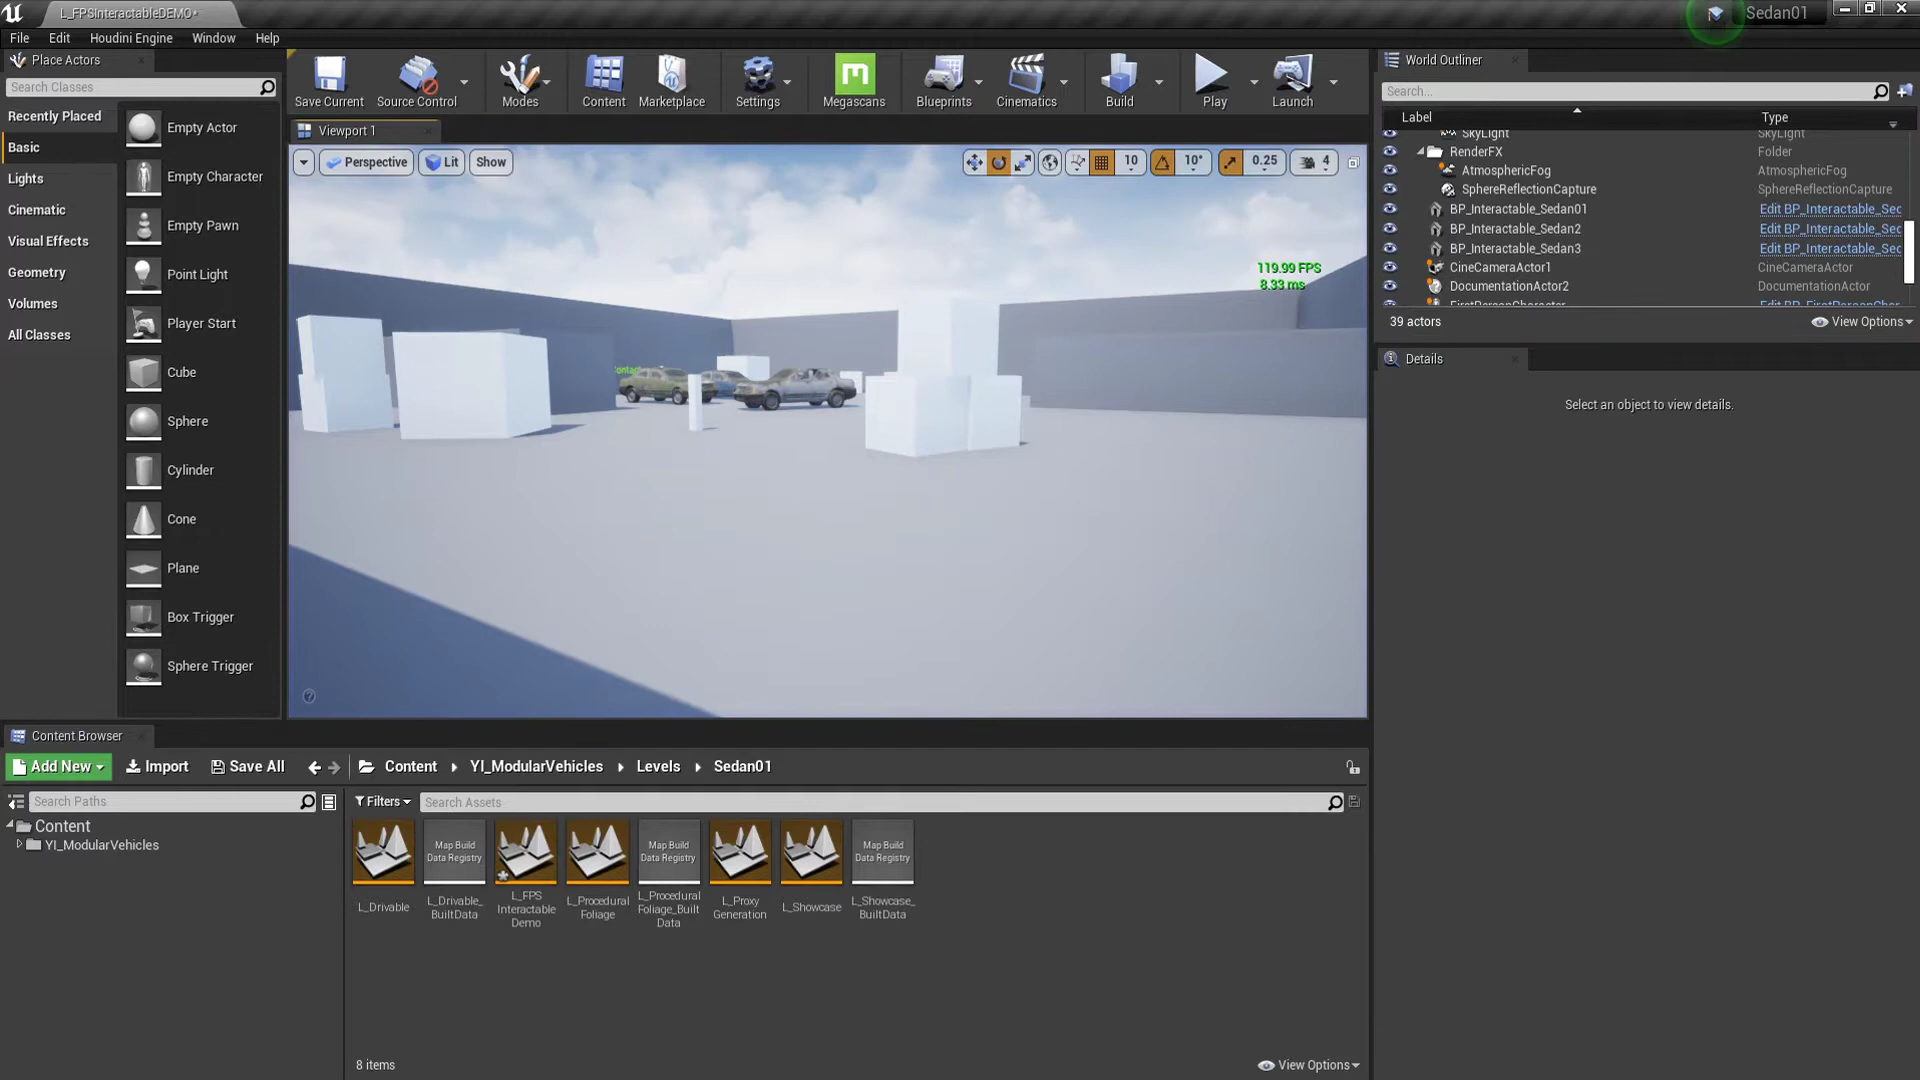 L_FPSInteractableDEMO•
Sedan01
File Edit Houdini Engine Window Help
Place Actors
Search Classes
Recently Placed
Basic
Lights
Cinematic
Visual Effects
Geometry
Volumes
All Classes
Empty Actor
Empty Character
Empty Pawn
Point Light
Player Start
Cube
Sphere
Cylinder
Cone
Plane
Box Trigger
Sphere Trigger
Save Current Source Control Modes Content Marketplace Settings Megascans Blueprints Cinematics Build Play Launch
Viewport 1
Perspective Lit Show
10 10° 0.25 4
119.99 FPS
8.33 ms
World Outliner
Search...
Label Type
SkyLight SkyLight
RenderFX Folder
AtmosphericFog AtmosphericFog
SphereReflectionCapture SphereReflectionCapture
BP_Interactable_Sedan01 Edit BP_Interactable_Sec
BP_Interactable_Sedan2 Edit BP_Interactable_Sec
BP_Interactable_Sedan3 Edit BP_Interactable_Sec
CineCameraActor1 CineCameraActor
DocumentationActor2 DocumentationActor
FirstPersonCharacter Edit BP_FirstPersonChar
39 actors View Options
Details
Select an object to view details.
Content Browser
Add New Import Save All Content YI_ModularVehicles Levels Sedan01
Search Paths
Filters Search Assets
Content
YI_ModularVehicles
Map Build
Data Registry
Map Build
Data Registry
Map Build
Data Registry
L_Drivable
L_Drivable_
BuiltData
L_FPS
Interactable
Demo
L_Procedural
Foliage
L_Procedural
Foliage_Built
Data
L_Proxy
Generation
L_Showcase
L_Showcase_
BuiltData
8 items View Options